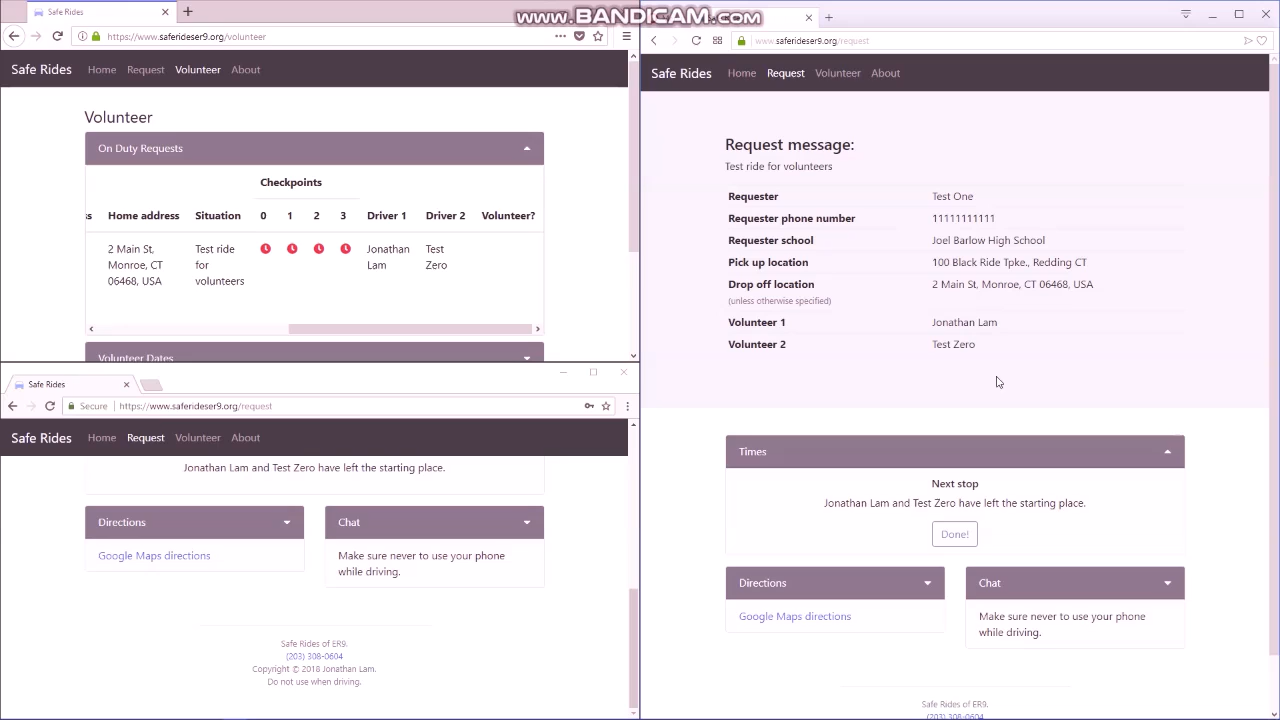 www.BANDICAM.com
Safe Rides
https://www.saferideser9.org/volunteer
Safe Rides Home Request Volunteer About
Volunteer
On Duty Requests
Checkpoints
s Home address Situation 0 1 2 3 Driver 1 Driver 2 Volunteer?
2 Main St, Test ride Jonathan Test
Monroe, CT for Lam Zero
06468, USA volunteers
Volunteer Dates
Safe Rides
Secure https://www.saferideser9.org/request
Safe Rides Home Request Volunteer About
Jonathan Lam and Test Zero have left the starting place.
Directions
Google Maps directions
Chat
Make sure never to use your phone
while driving.
Safe Rides of ER9.
(203) 308-0604
Copyright © 2018 Jonathan Lam.
Do not use when driving.
www.saferideser9.org/request
Safe Rides Home Request Volunteer About
Request message:
Test ride for volunteers
Requester Test One
Requester phone number 11111111111
Requester school Joel Barlow High School
Pick up location 100 Black Ride Tpke., Redding CT
Drop off location 2 Main St, Monroe, CT 06468, USA
(unless otherwise specified)
Volunteer 1 Jonathan Lam
Volunteer 2 Test Zero
Times
Next stop
Jonathan Lam and Test Zero have left the starting place.
Done!
Directions
Google Maps directions
Chat
Make sure never to use your phone
while driving.
Safe Rides of ER9.
(203) 308-0604